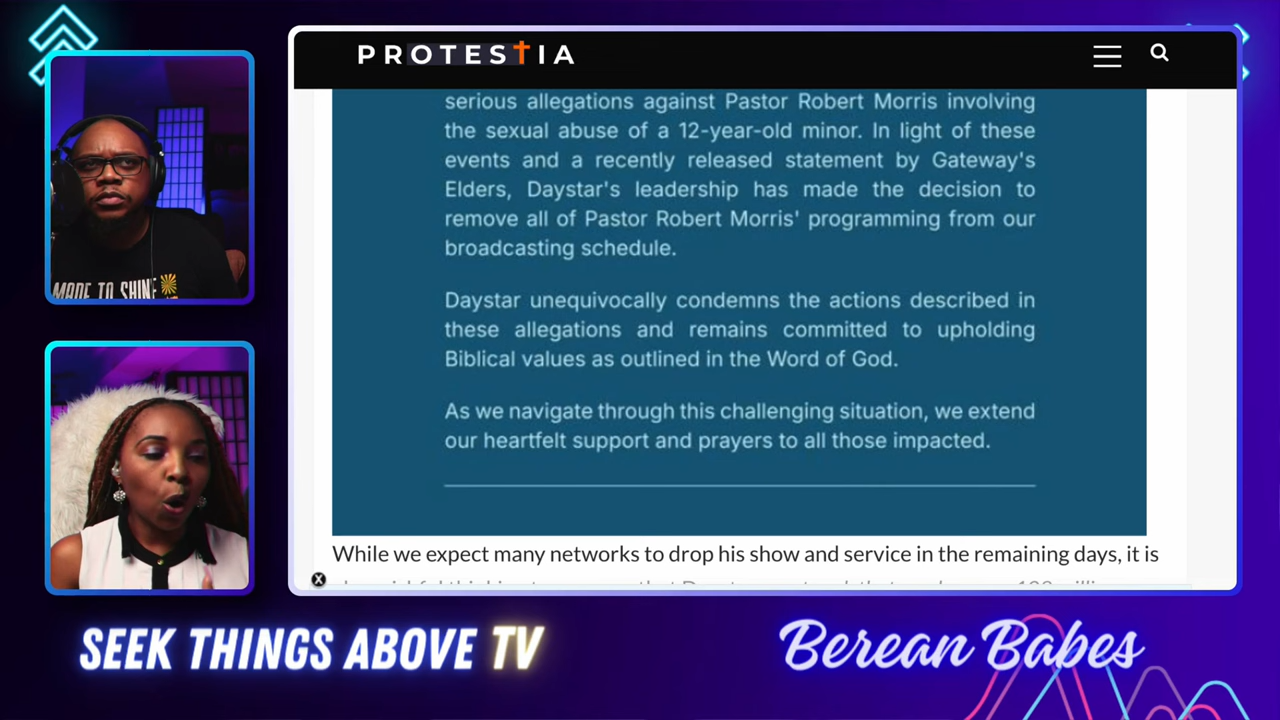 PROTESTIA
serious allegations against Pastor Robert Morris involving
the sexual abuse of a 12-year-old minor. In light of these
events and a recently released statement by Gateway's
Elders, Daystar's leadership has made the decision to
remove all of Pastor Robert Morris' programming from our
broadcasting schedule.
Daystar unequivocally condemns the actions described in
these allegations and remains committed to upholding
Biblical values as outlined in the Word of God.
As we navigate through this challenging situation, we extend
our heartfelt support and prayers to all those impacted.
While we expect many networks to drop his show and service in the remaining days, it is
X
MADE TO SHINE
SEEK THINGS ABOVE TV
Berean Babes